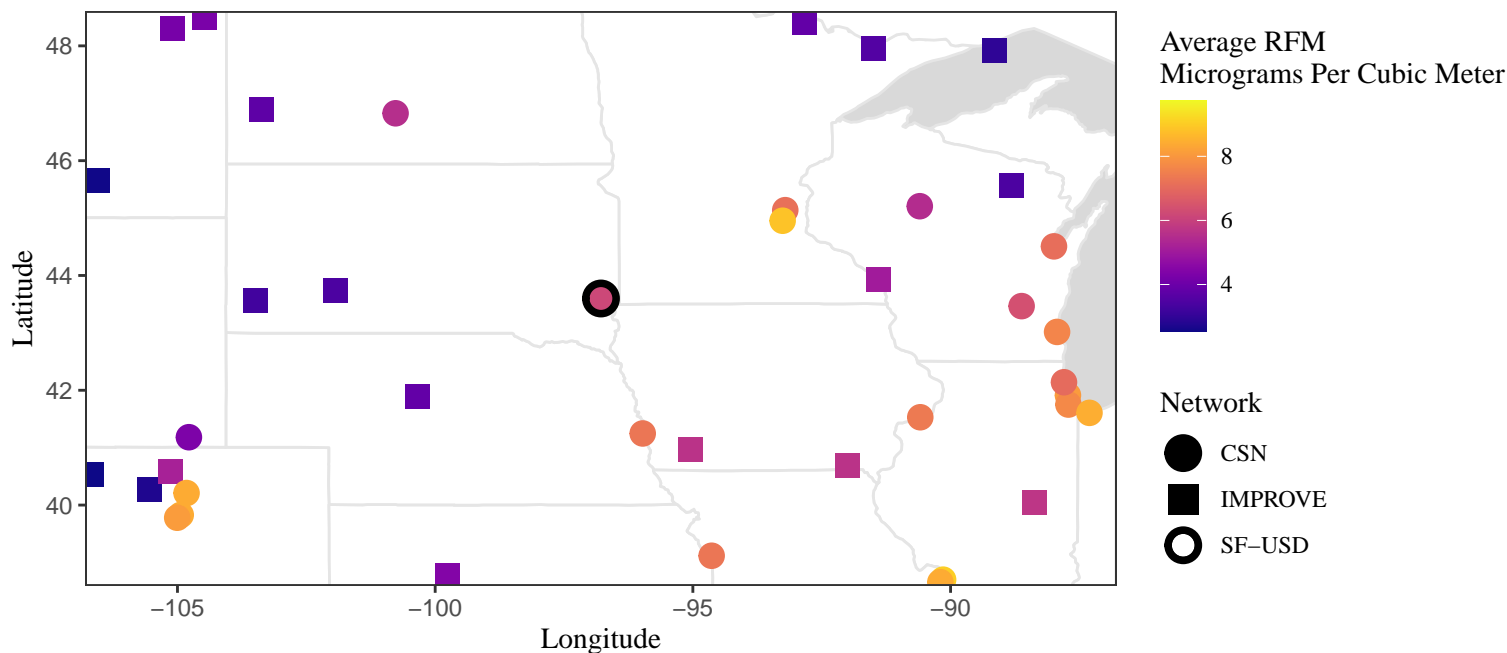 48
46
44
42
40
Latitude
−105
−100
−95
−90
Longitude
Average RFM
Micrograms Per Cubic Meter
8
6
4
Network
CSN
IMPROVE
SF−USD